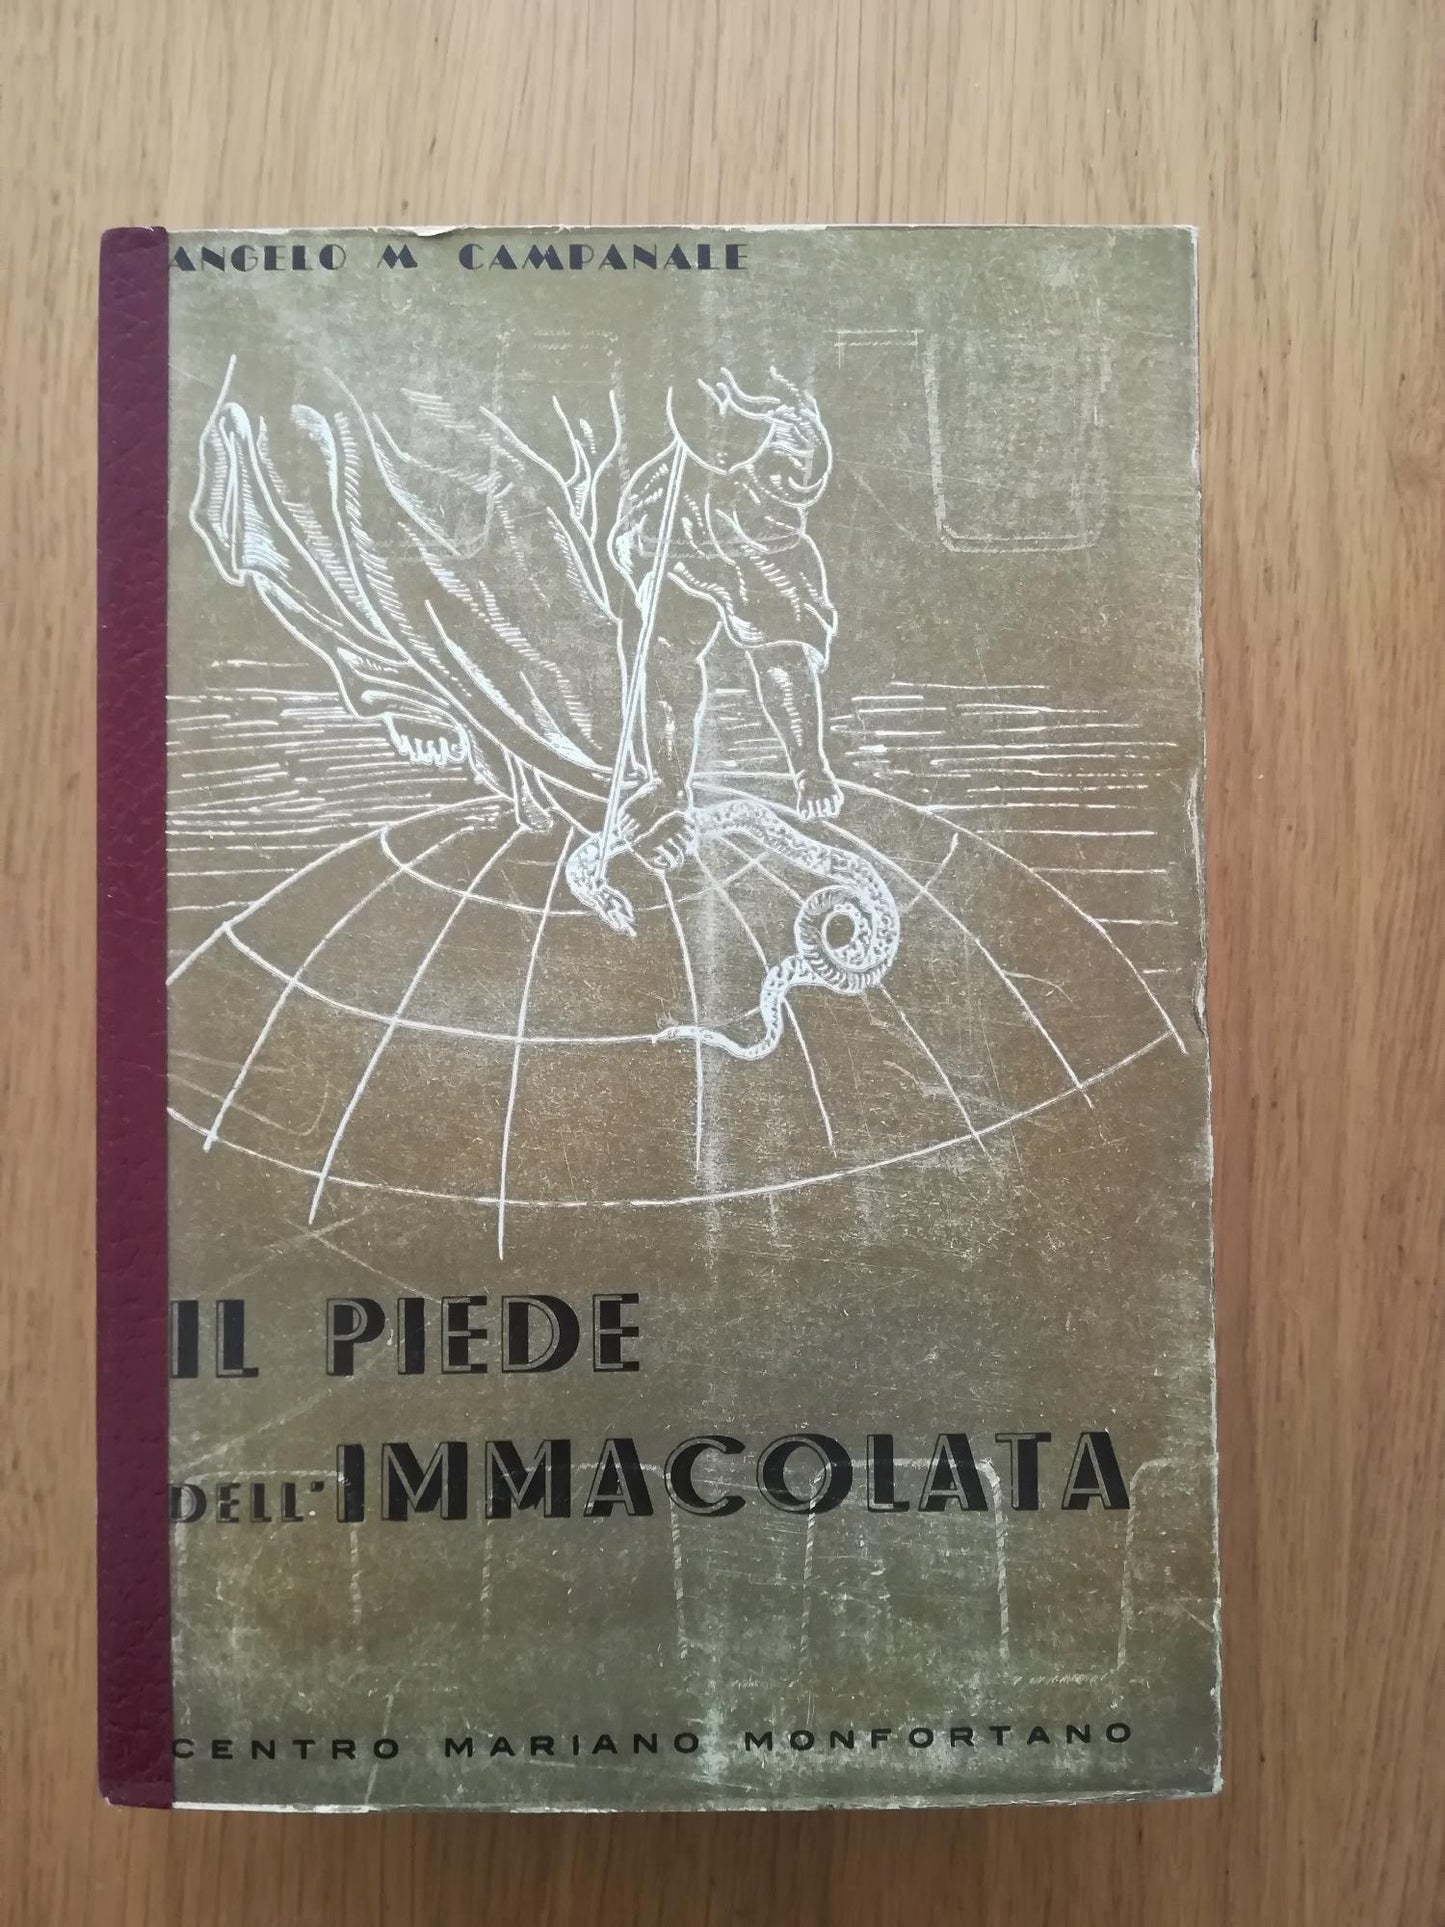 ANGELO M CAMPANALE
IL PIEDE
DELL'IMMACOLATA
CENTRO MARIANO MONFORTANO